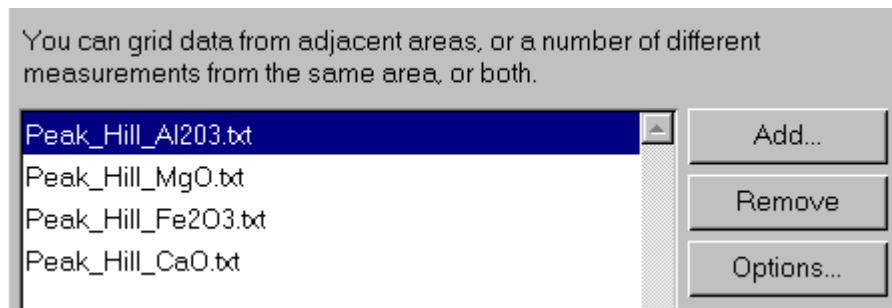 You can grid data from adjacent areas, or a number of different
measurements from the same area, or both.
Peak_Hill_Al203.txt
Add...
Peak_Hill_MgO.txt
Remove
Peak_Hill_Fe2O3.txt
Peak_Hill_CaO.txt
Options...